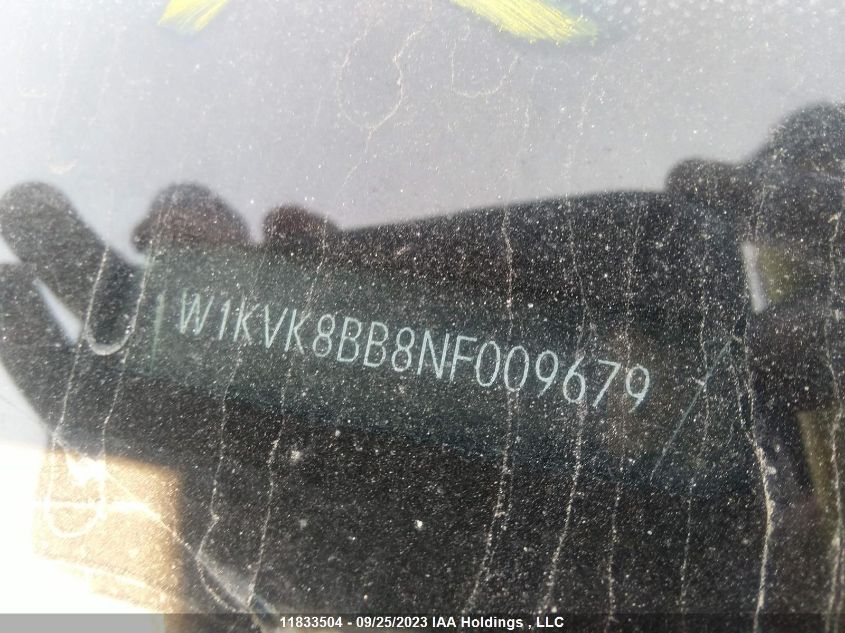 W1KVK8BB8NF009679
11833504 - 09/25/2023 IAA Holdings , LLC